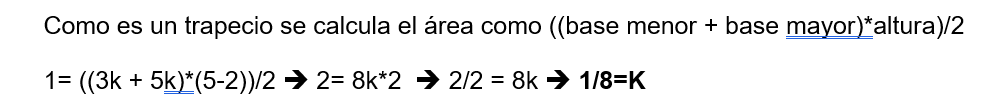 Como es un trapecio se calcula el área como ((base menor + base mayor)*altura)/2
1= ((3k + 5k)*(5-2))/2 ➔ 2= 8k*2 ➔ 2/2 = 8k ➔ 1/8=K